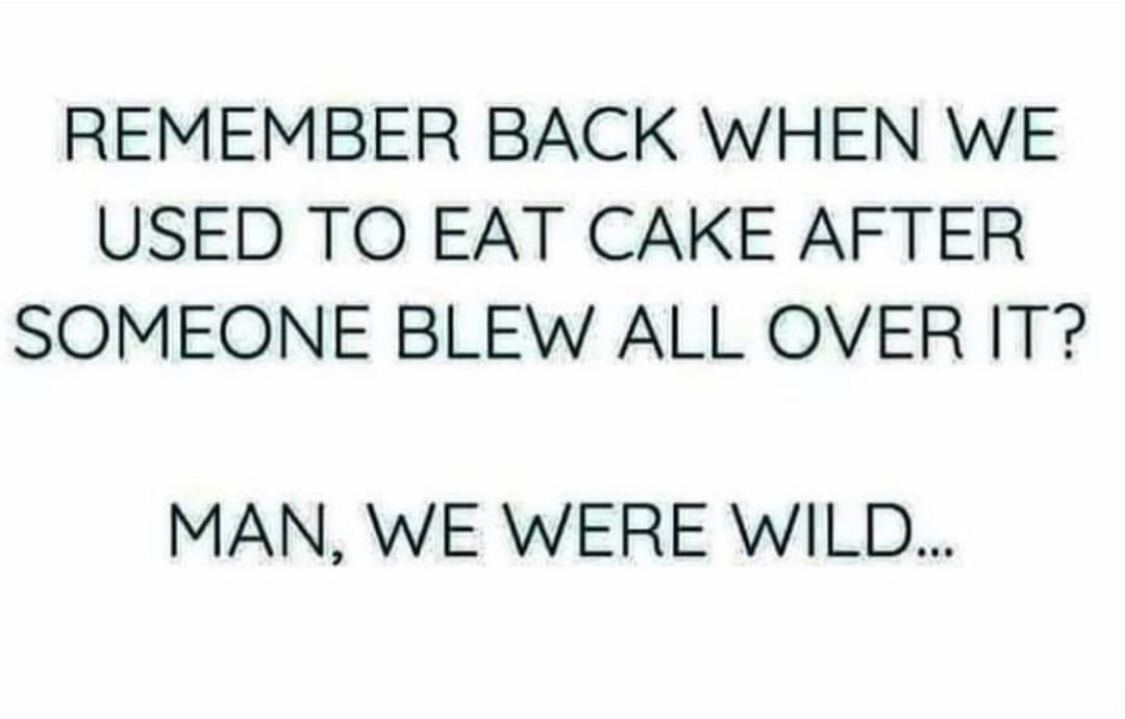 REMEMBER BACK WHEN WE
USED TO EAT CAKE AFTER
SOMEONE BLEW ALL OVER IT?
MAN, WE WERE WILD...